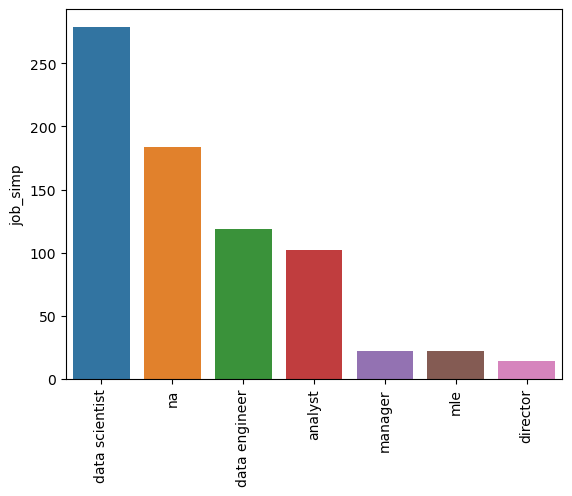 250
200
150
100
50
0
job_simp
data scientist
na
data engineer
analyst
manager
mle
director